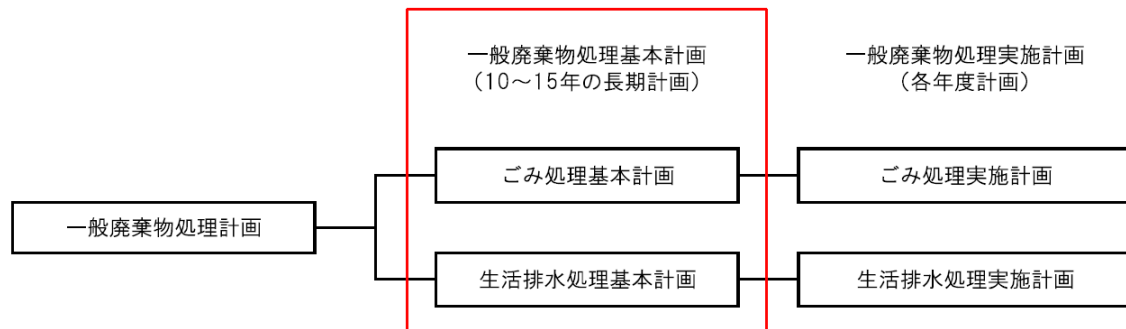 一般廃棄物処理基本計画
（10～15年の長期計画）
一般廃棄物処理実施計画
（各年度計画）
ごみ処理基本計画
ごみ処理実施計画
一般廃棄物処理計画
生活排水処理基本計画
生活排水処理実施計画